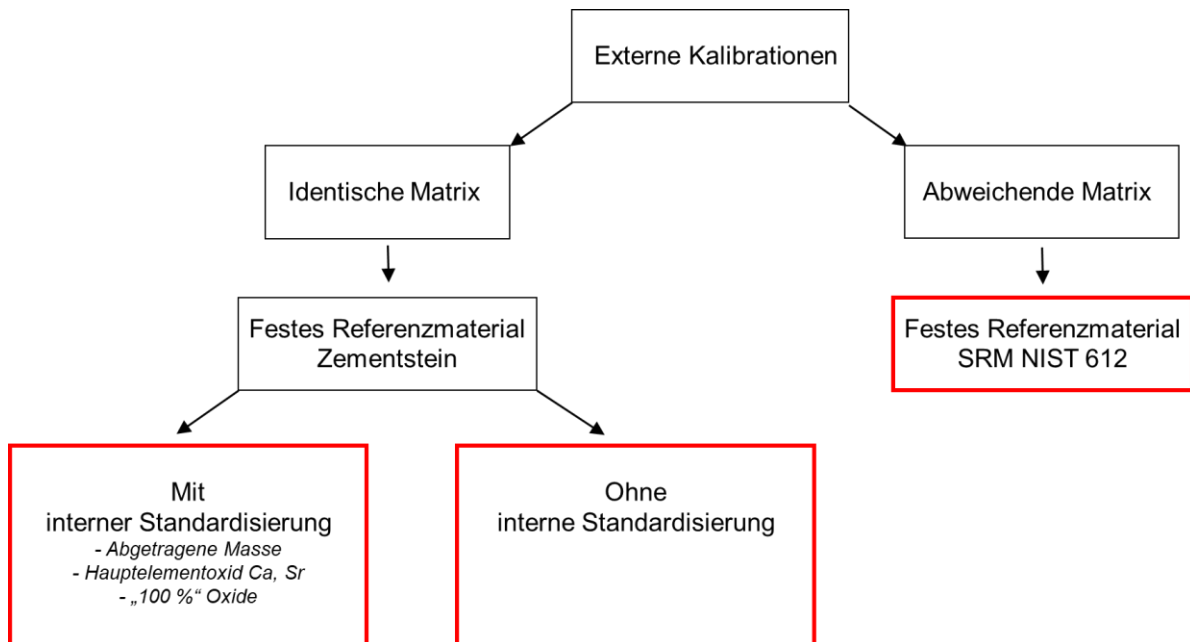 Externe Kalibrationen
Identische Matrix
Abweichende Matrix
Festes Referenzmaterial
Zementstein
Festes Referenzmaterial
SRM NIST 612
Mit
interner Standardisierung
- Abgetragene Masse
- Hauptelementoxid Ca, Sr
- „100 %“ Oxide
Ohne
interne Standardisierung